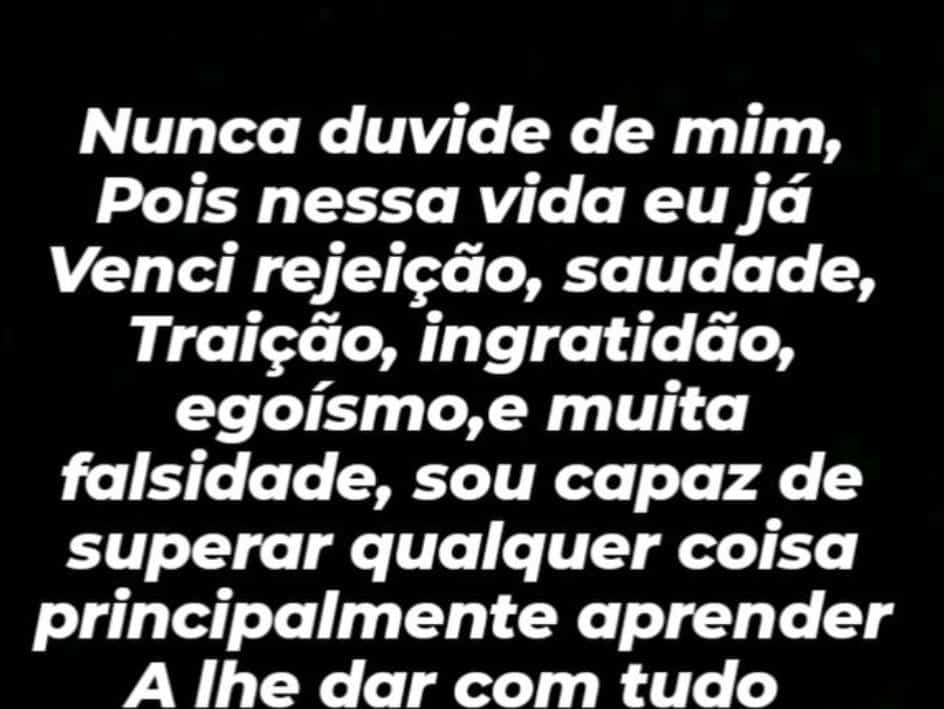 Nunca duvide de mim,
Pois nessa vida eu já
Venci rejeição, saudade,
Traição, ingratidão,
egoísmo,e muita
falsidade, sou capaz de
superar qualquer coisa
principalmente aprender
A lhe dar com tudo